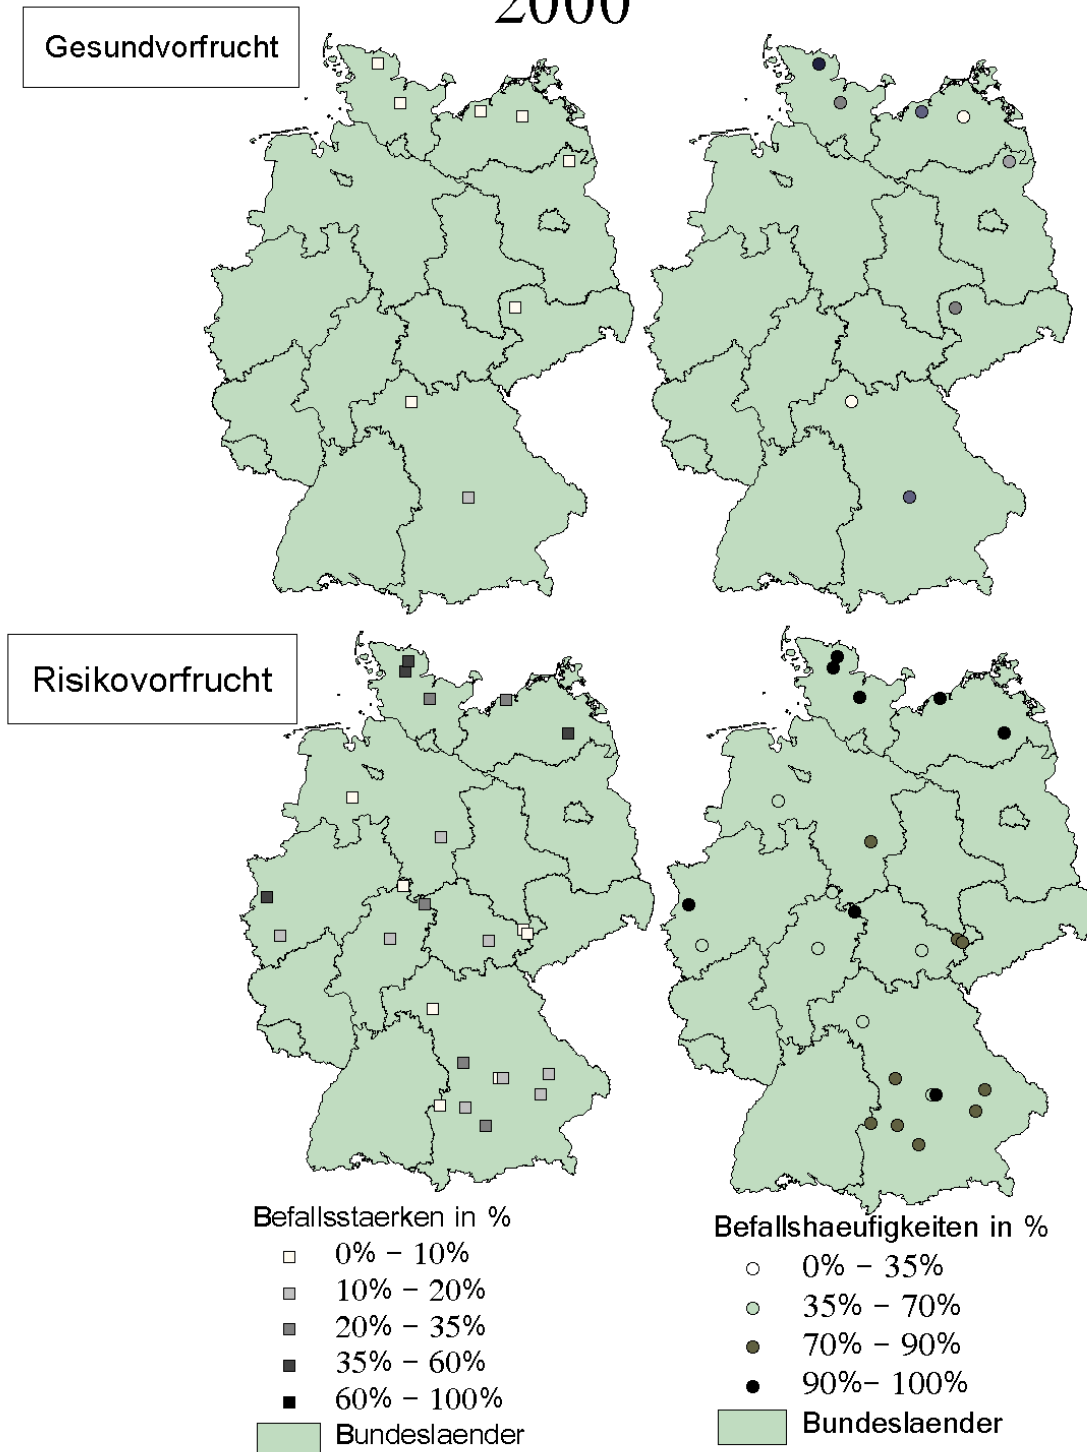 2000
Gesundvorfrucht
Risikovorfrucht
Befallsstaerken in %
0% - 10%
10% - 20%
20% - 35%
35% - 60%
60% - 100%
Bundeslaender
Befallshaeufigkeiten in %
0% - 35%
35% - 70%
70% - 90%
90%- 100%
Bundeslaender